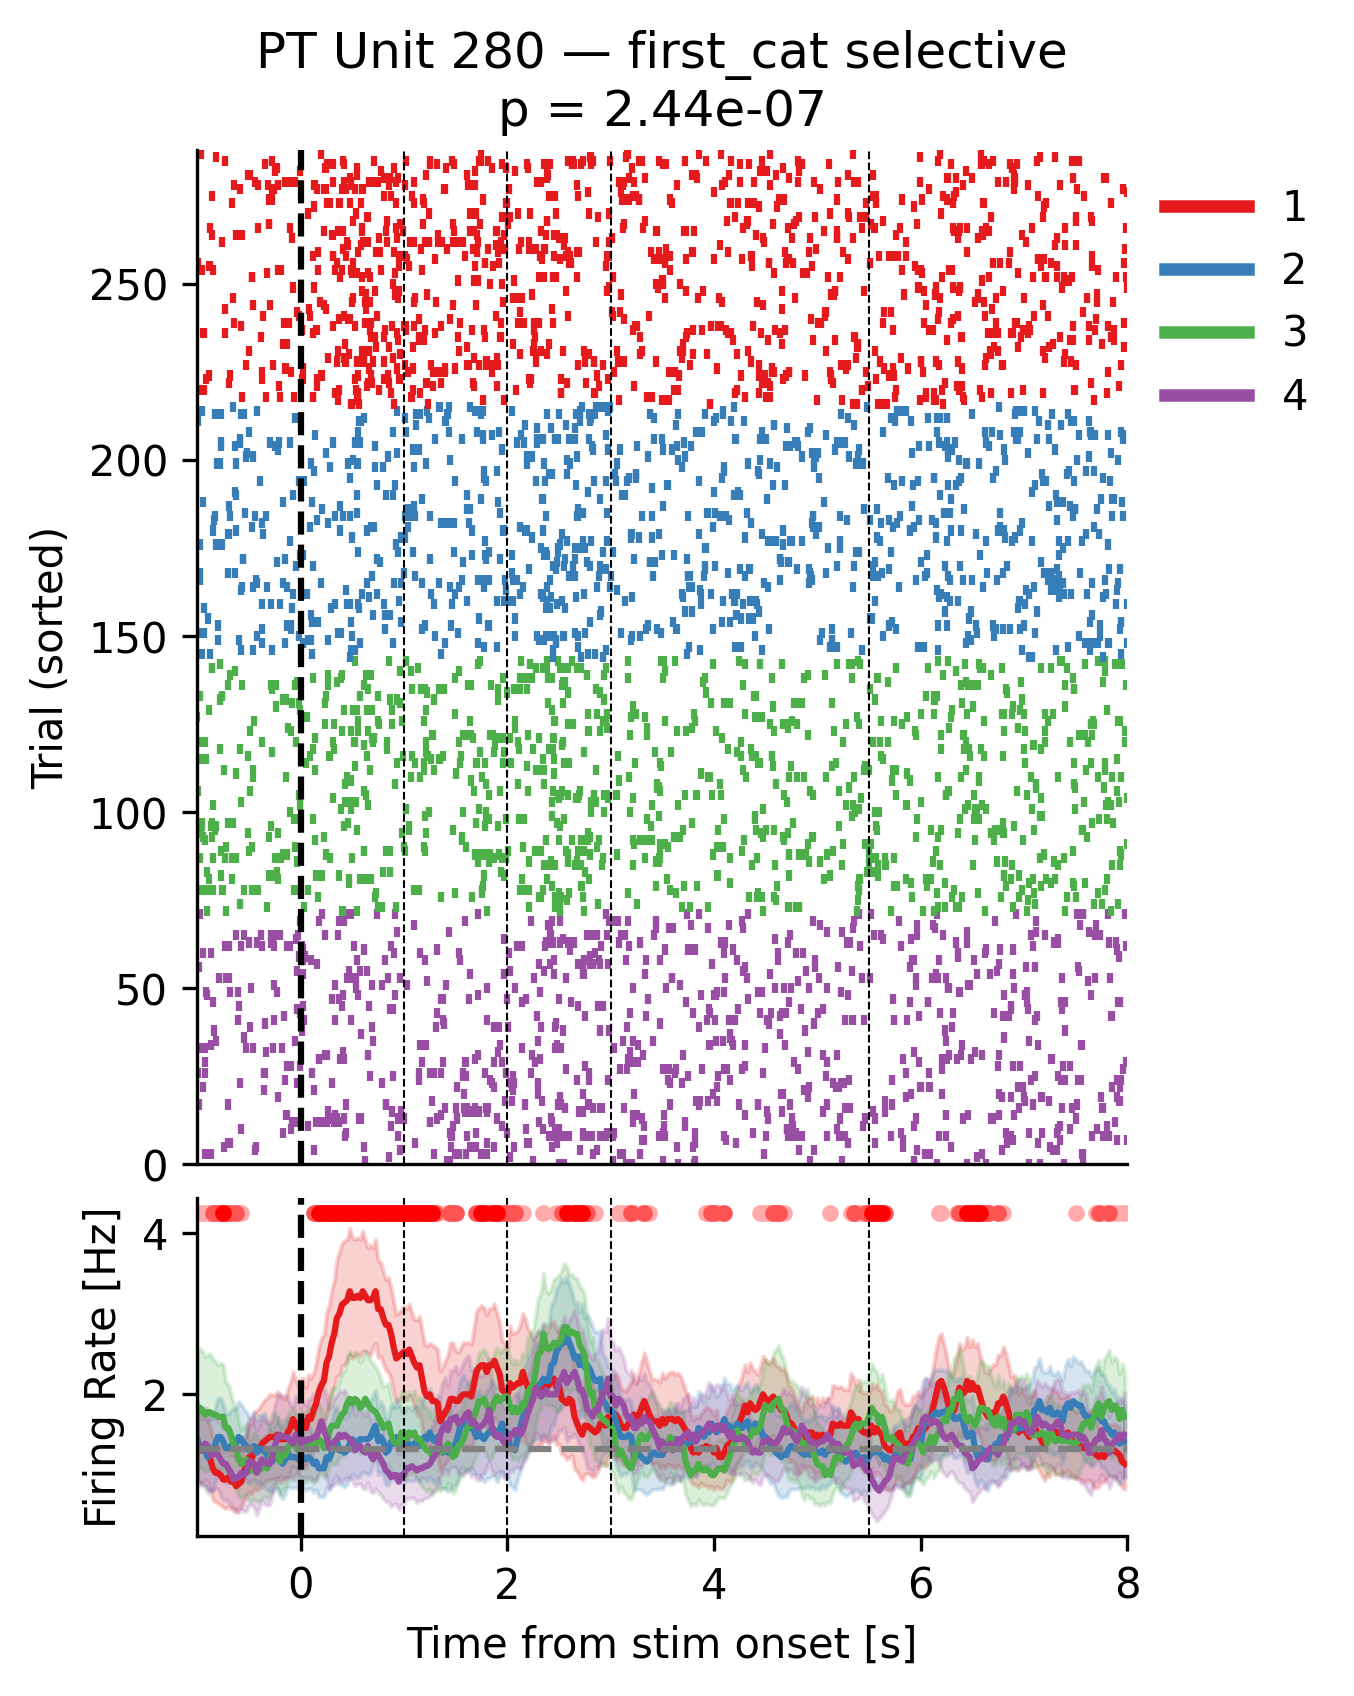 PT Unit 280 — first_cat selective
p = 2.44e-07
1
2
3
4
250
200
150
100
50
0
Trial (sorted)
4
2
Firing Rate [Hz]
0 2 4 6 8
Time from stim onset [s]